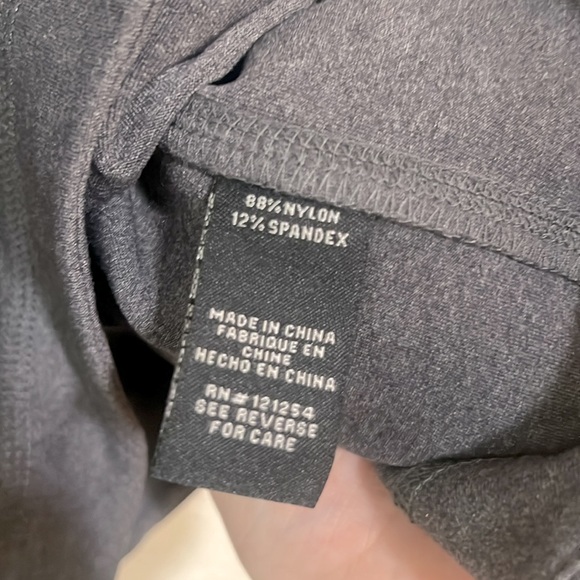 88% NYLON
12% SPANDEX
MADE IN CHINA
FABRIQUE EN
CHINE
HECHO EN CHINA
RN#121254
SEE REVERSE
FOR CARE